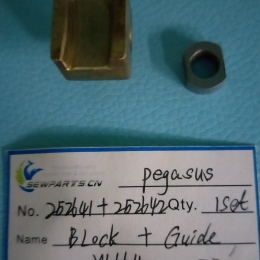 pegasus
SEWPARTS CN
No. 252641+252642 Qty. 1set
Name Block + Guide